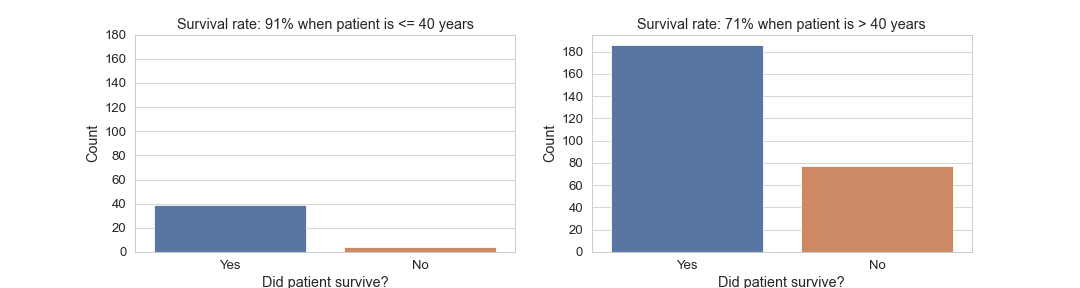 Survival rate: 91% when patient is <= 40 years
180
160
140
120
100
80
60
40
20
0
Count
Yes
No
Did patient survive?
Survival rate: 71% when patient is > 40 years
180
160
140
120
100
80
60
40
20
0
Count
Yes
No
Did patient survive?